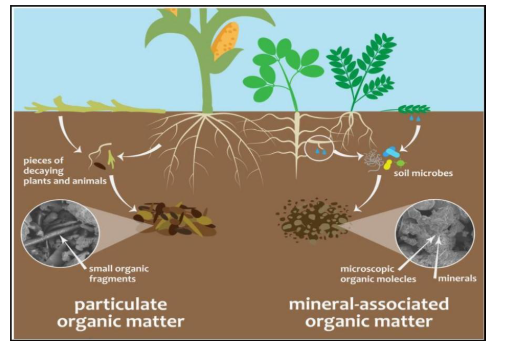 pieces of
decaying
plants and animals
soil microbes
small organic
fragments
microscopic
organic molecles
minerals
particulate
organic matter
mineral-associated
organic matter